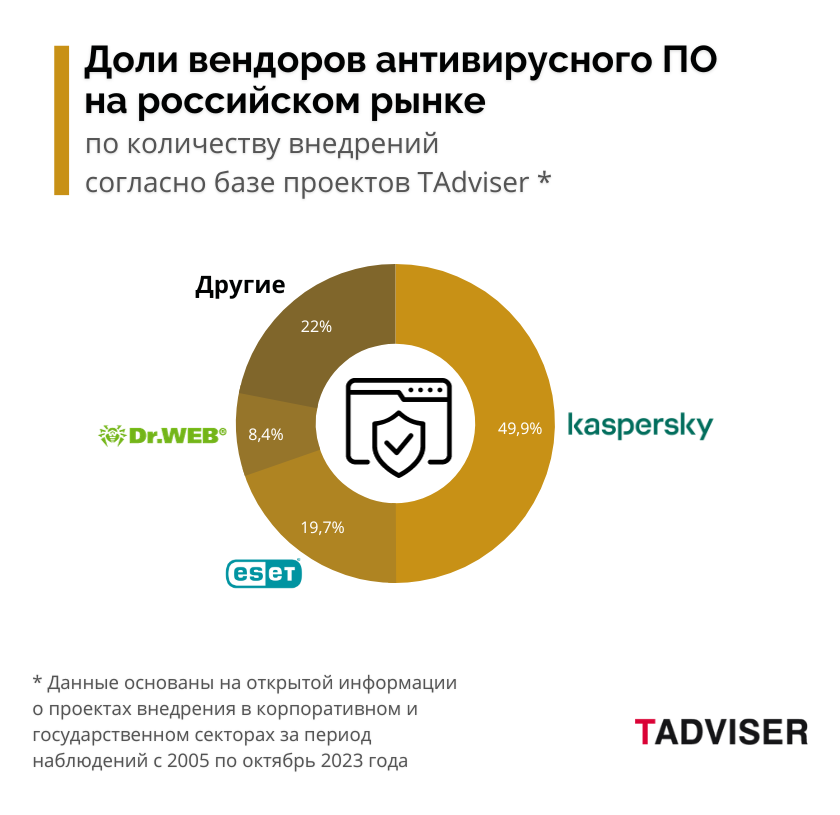 Доли вендоров антивирусного ПО
на российском рынке
по количеству внедрений
согласно базе проектов TAdviser *
Другие
22%
Dr.WEB®
8,4%
49,9%
kaspersky
19,7%
eseт
* Данные основаны на открытой информации
о проектах внедрения в корпоративном и
государственном секторах за период
наблюдений с 2005 по октябрь 2023 года
TADVISER